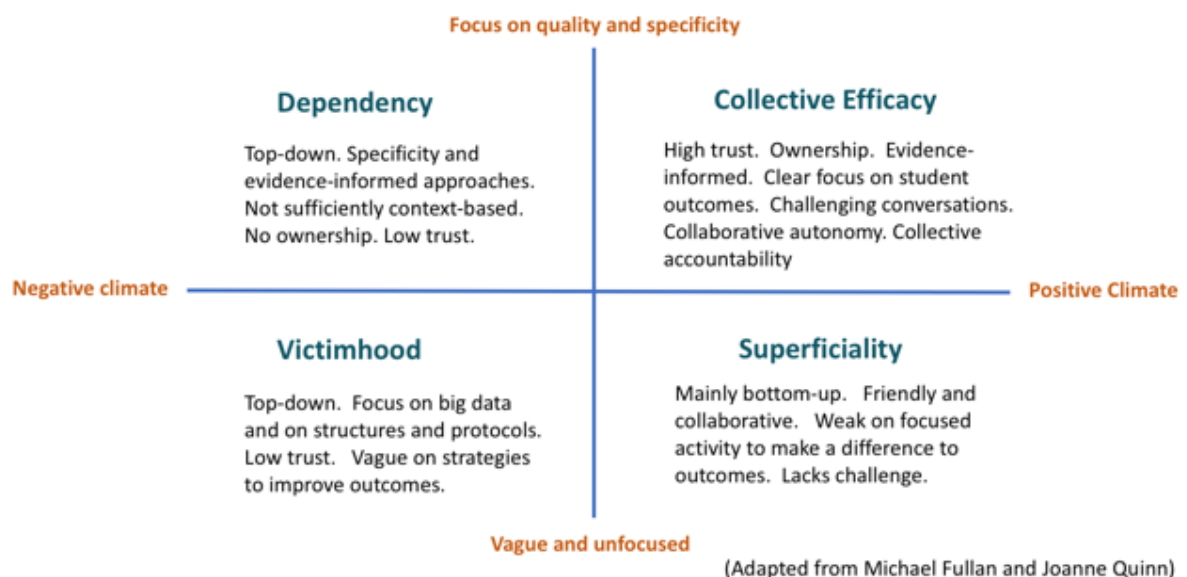 Focus on quality and specificity
Dependency
Top-down. Specificity and
evidence-informed approaches.
Not sufficiently context-based.
No ownership. Low trust.
Collective Efficacy
High trust. Ownership. Evidence-
informed. Clear focus on student
outcomes. Challenging conversations.
Collaborative autonomy. Collective
accountability
Negative climate
Positive Climate
Victimhood
Top-down. Focus on big data
and on structures and protocols.
Low trust. Vague on strategies
to improve outcomes.
Superficiality
Mainly bottom-up. Friendly and
collaborative. Weak on focused
activity to make a difference to
outcomes. Lacks challenge.
Vague and unfocused
(Adapted from Michael Fullan and Joanne Quinn)